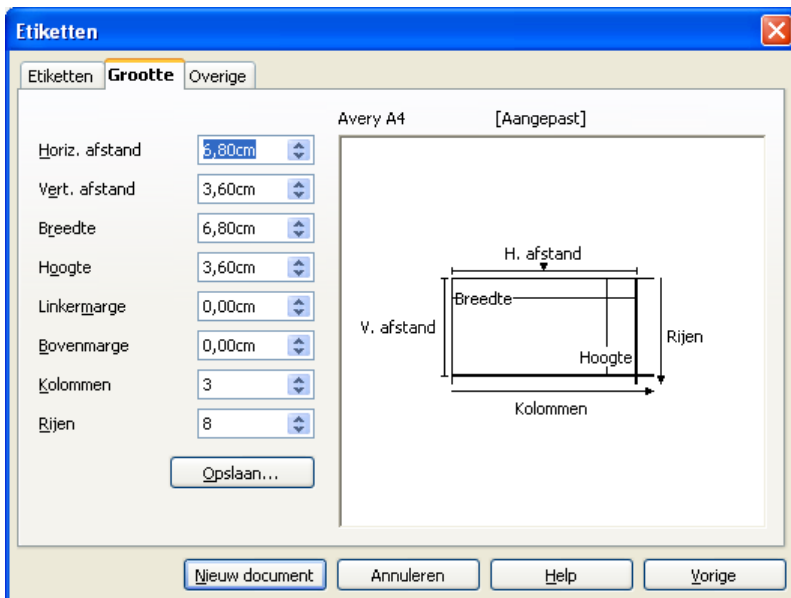 Etiketten
Etiketten Grootte Overige
Avery A4 [Aangepast]
Horiz. afstand 6,80cm
Vert. afstand 3,60cm
Breedte 6,80cm
Hoogte 3,60cm
Linkermarge 0,00cm
Bovenmarge 0,00cm
Kolommen 3
Rijen 8
Opslaan...
H. afstand
Breedte
V. afstand
Rijen
Hoogte
Kolommen
Nieuw document Annuleren Help Vorige